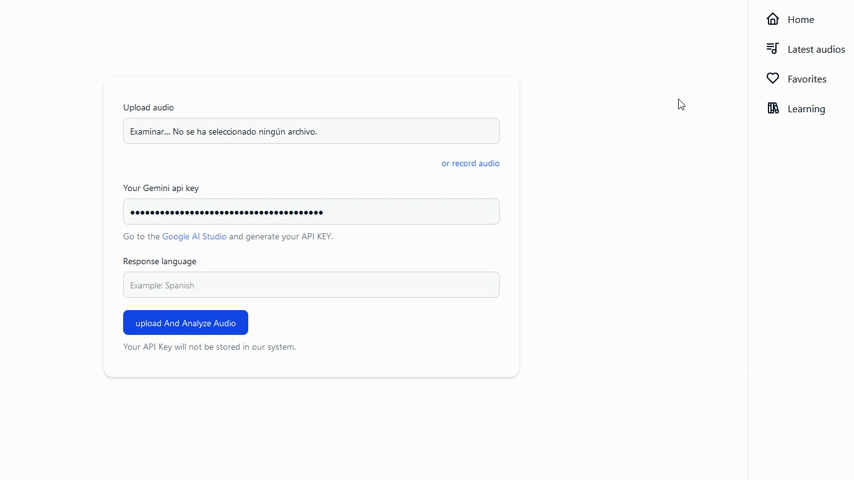 Home
Latest audios
Favorites
Learning
Upload audio
Examinar... No se ha seleccionado ningún archivo.
or record audio
Your Gemini api key
••••••••••••••••••••••••••••••••••••••••
Go to the Google AI Studio and generate your API KEY.
Response language
Example: Spanish
upload And Analyze Audio
Your API Key will not be stored in our system.